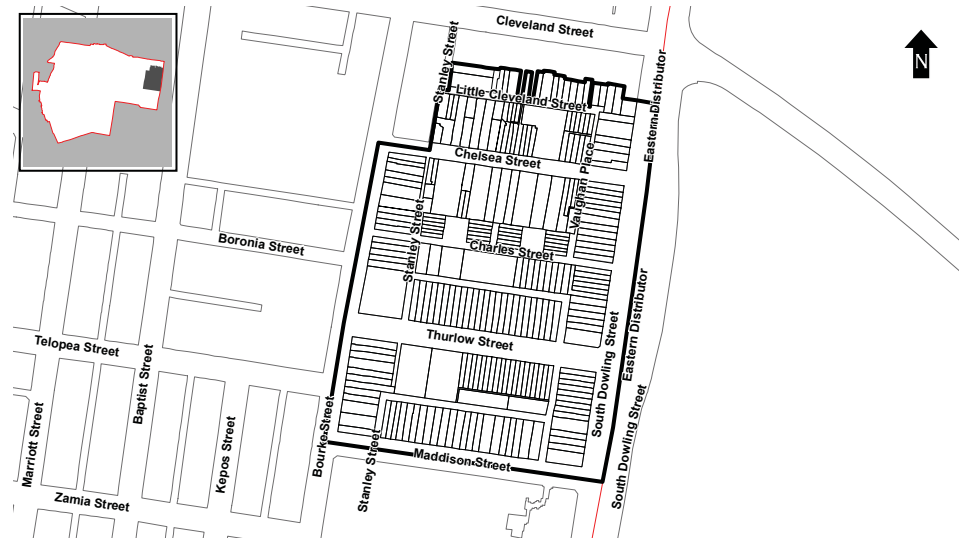 Cleveland Street
Stanley Street
Eastern Distributor
N
Little Cleveland Street
Chelsea Street
Vaughan Place
Stanley Street
Charles Street
Boronia Street
Eastern Distributor
Thurlow Street
South Dowling Street
Telopea Street
Baptist Street
South Dowling Street
Marriott Street
Kepos Street
Bourke Street
Stanley Street
Maddison Street
Zamia Street